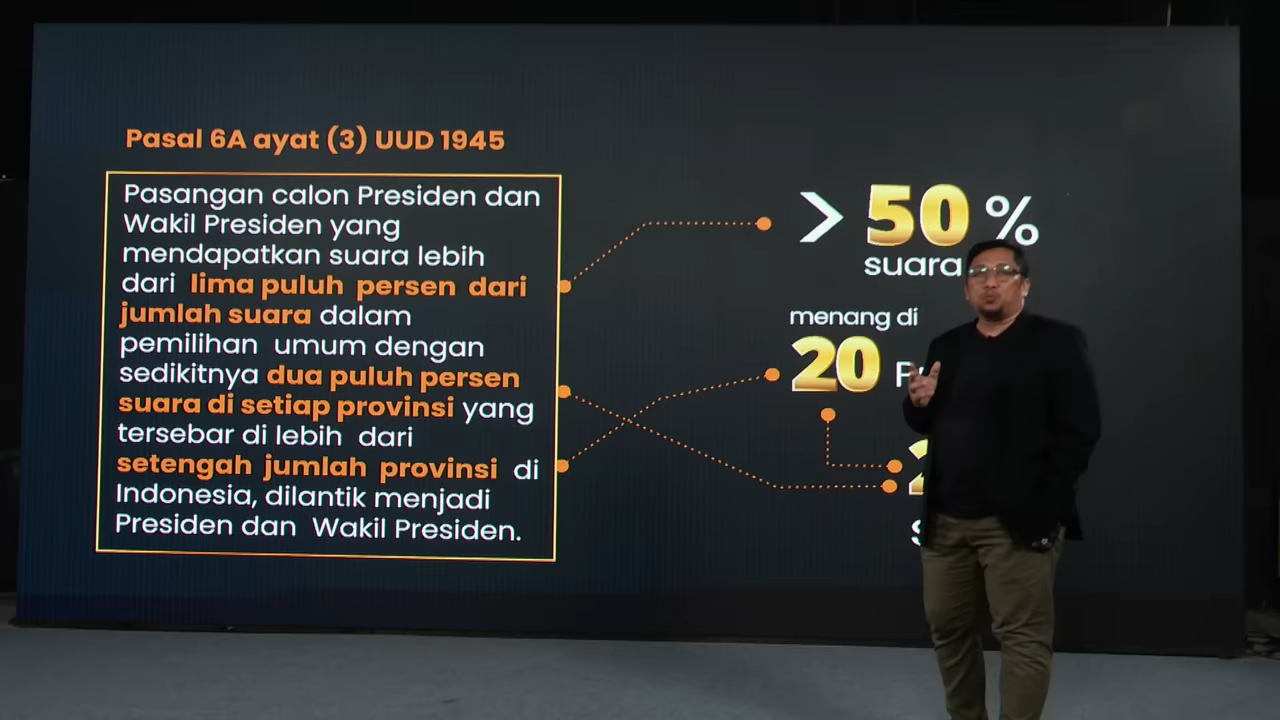 Pasal 6A ayat (3) UUD 1945
Pasangan calon Presiden dan
Wakil Presiden yang
mendapatkan suara lebih
dari lima puluh persen dari
jumlah suara dalam
pemilihan umum dengan
sedikitnya dua puluh persen
suara di setiap provinsi yang
tersebar di lebih dari
setengah jumlah provinsi di
Indonesia, dilantik menjadi
Presiden dan Wakil Presiden.
> 50 %
suara
menang di
20